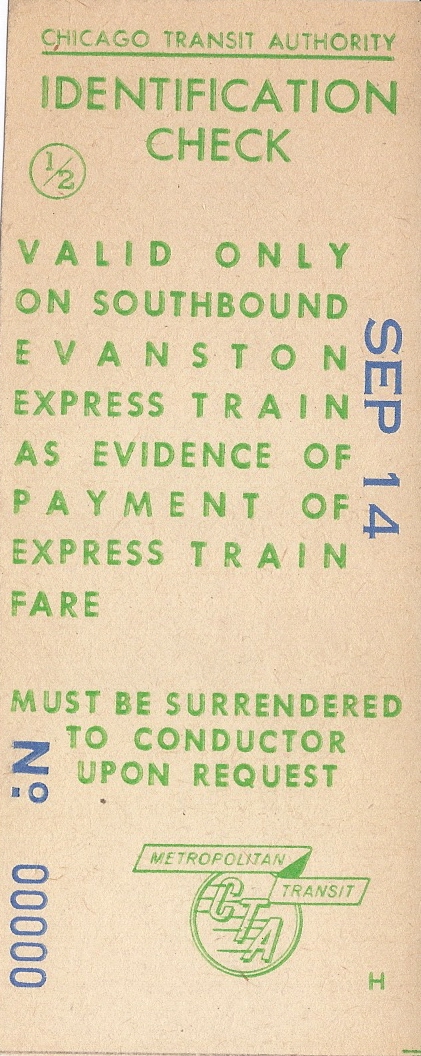 CHICAGO TRANSIT AUTHORITY
IDENTIFICATION
CHECK
1/2
VALID ONLY
ON SOUTHBOUND
EVANSTON
EXPRESS TRAIN
AS EVIDENCE OF
PAYMENT OF
EXPRESS TRAIN
FARE
SEP 14
MUST BE SURRENDERED
TO CONDUCTOR
UPON REQUEST
Nº 00000
METROPOLITAN
TRANSIT
CTA
H